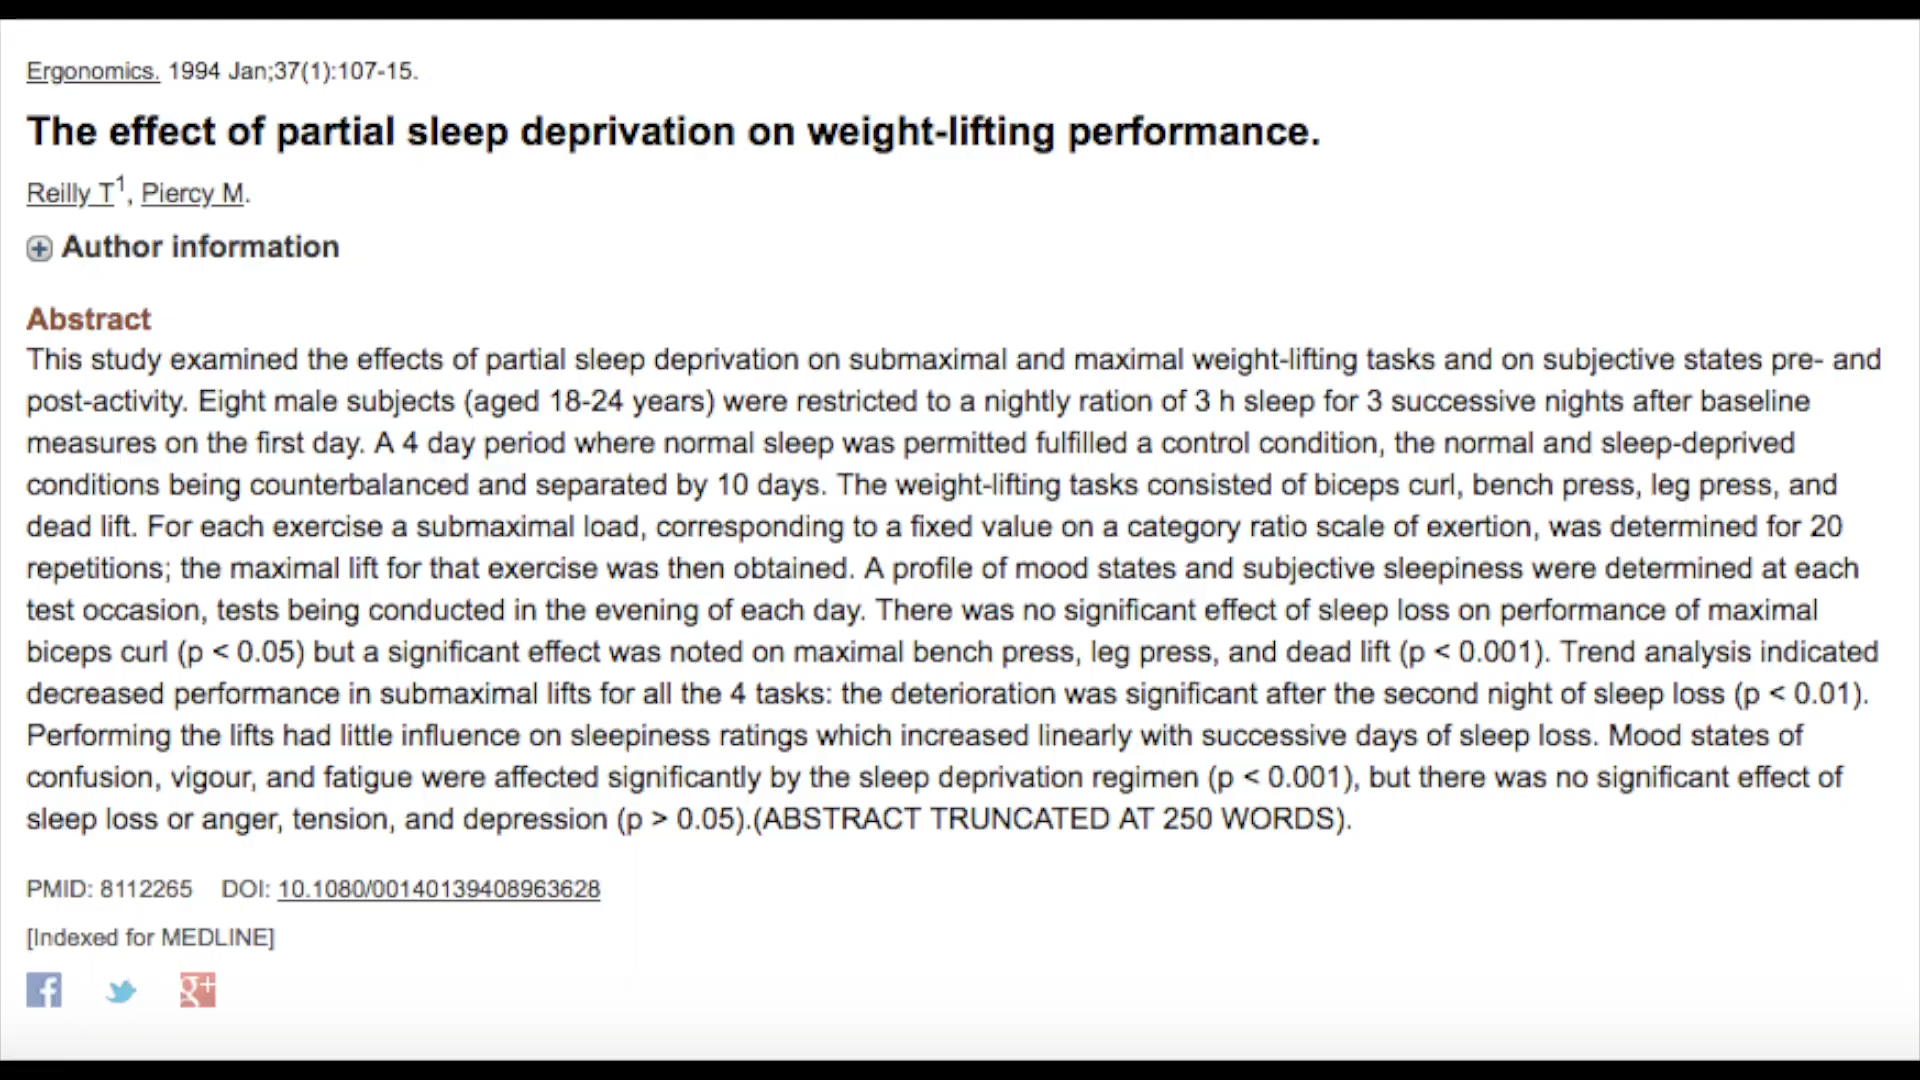 Ergonomics. 1994 Jan;37(1):107-15.
The effect of partial sleep deprivation on weight-lifting performance.
Reilly T1, Piercy M.
Author information
Abstract
This study examined the effects of partial sleep deprivation on submaximal and maximal weight-lifting tasks and on subjective states pre- and
post-activity. Eight male subjects (aged 18-24 years) were restricted to a nightly ration of 3 h sleep for 3 successive nights after baseline
measures on the first day. A 4 day period where normal sleep was permitted fulfilled a control condition, the normal and sleep-deprived
conditions being counterbalanced and separated by 10 days. The weight-lifting tasks consisted of biceps curl, bench press, leg press, and
dead lift. For each exercise a submaximal load, corresponding to a fixed value on a category ratio scale of exertion, was determined for 20
repetitions; the maximal lift for that exercise was then obtained. A profile of mood states and subjective sleepiness were determined at each
test occasion, tests being conducted in the evening of each day. There was no significant effect of sleep loss on performance of maximal
biceps curl (p < 0.05) but a significant effect was noted on maximal bench press, leg press, and dead lift (p < 0.001). Trend analysis indicated
decreased performance in submaximal lifts for all the 4 tasks: the deterioration was significant after the second night of sleep loss (p < 0.01).
Performing the lifts had little influence on sleepiness ratings which increased linearly with successive days of sleep loss. Mood states of
confusion, vigour, and fatigue were affected significantly by the sleep deprivation regimen (p < 0.001), but there was no significant effect of
sleep loss or anger, tension, and depression (p > 0.05).(ABSTRACT TRUNCATED AT 250 WORDS).
PMID: 8112265 DOI: 10.1080/00140139408963628
[Indexed for MEDLINE]
f g+